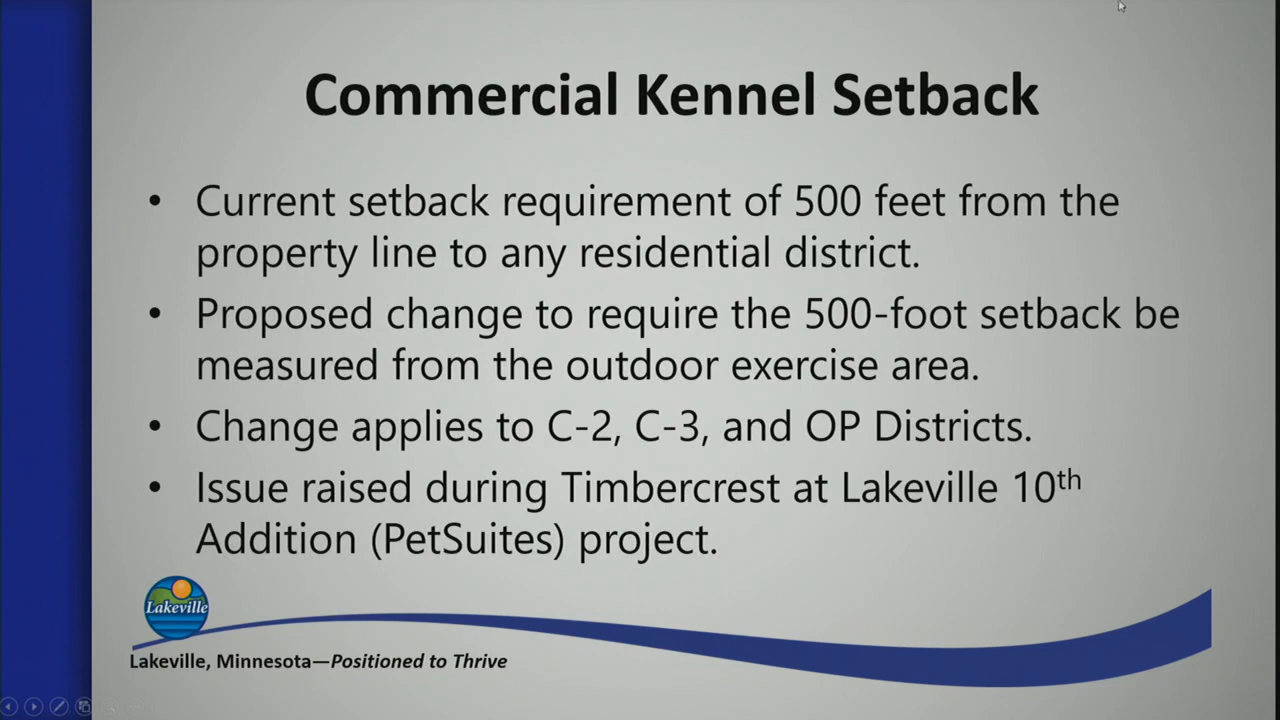 Commercial Kennel Setback
• Current setback requirement of 500 feet from the
property line to any residential district.
• Proposed change to require the 500-foot setback be
measured from the outdoor exercise area.
• Change applies to C-2, C-3, and OP Districts.
• Issue raised during Timbercrest at Lakeville 10th
Addition (PetSuites) project.
Lakeville
Lakeville, Minnesota—Positioned to Thrive